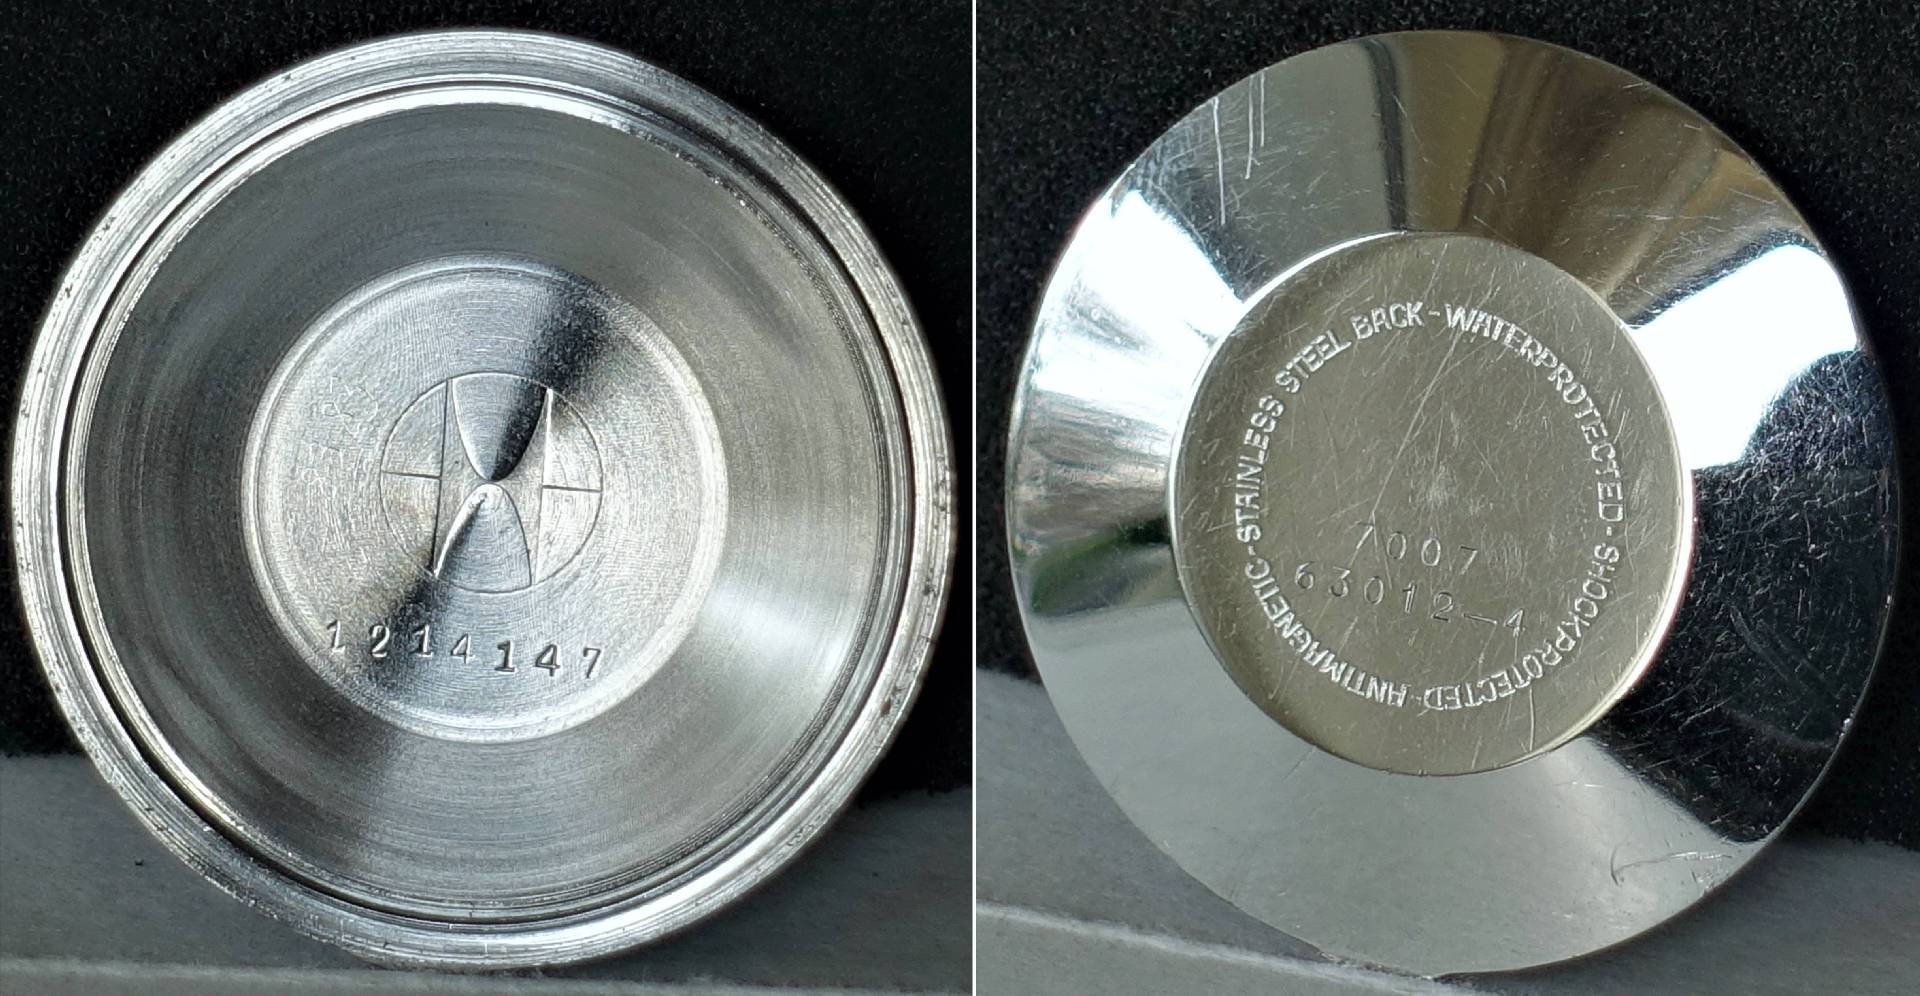 1214147
STAINLESS STEEL BACK-WATERPROTECTED-SHOCKPROTECTED-ANTIMAGNETIC-
7007
63012-4